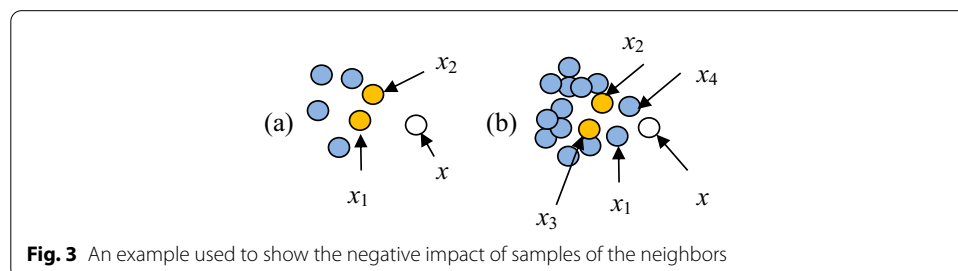 x2
x2
x4
(a)
(b)
x1
x
x3
x1
x
Fig. 3 An example used to show the negative impact of samples of the neighbors